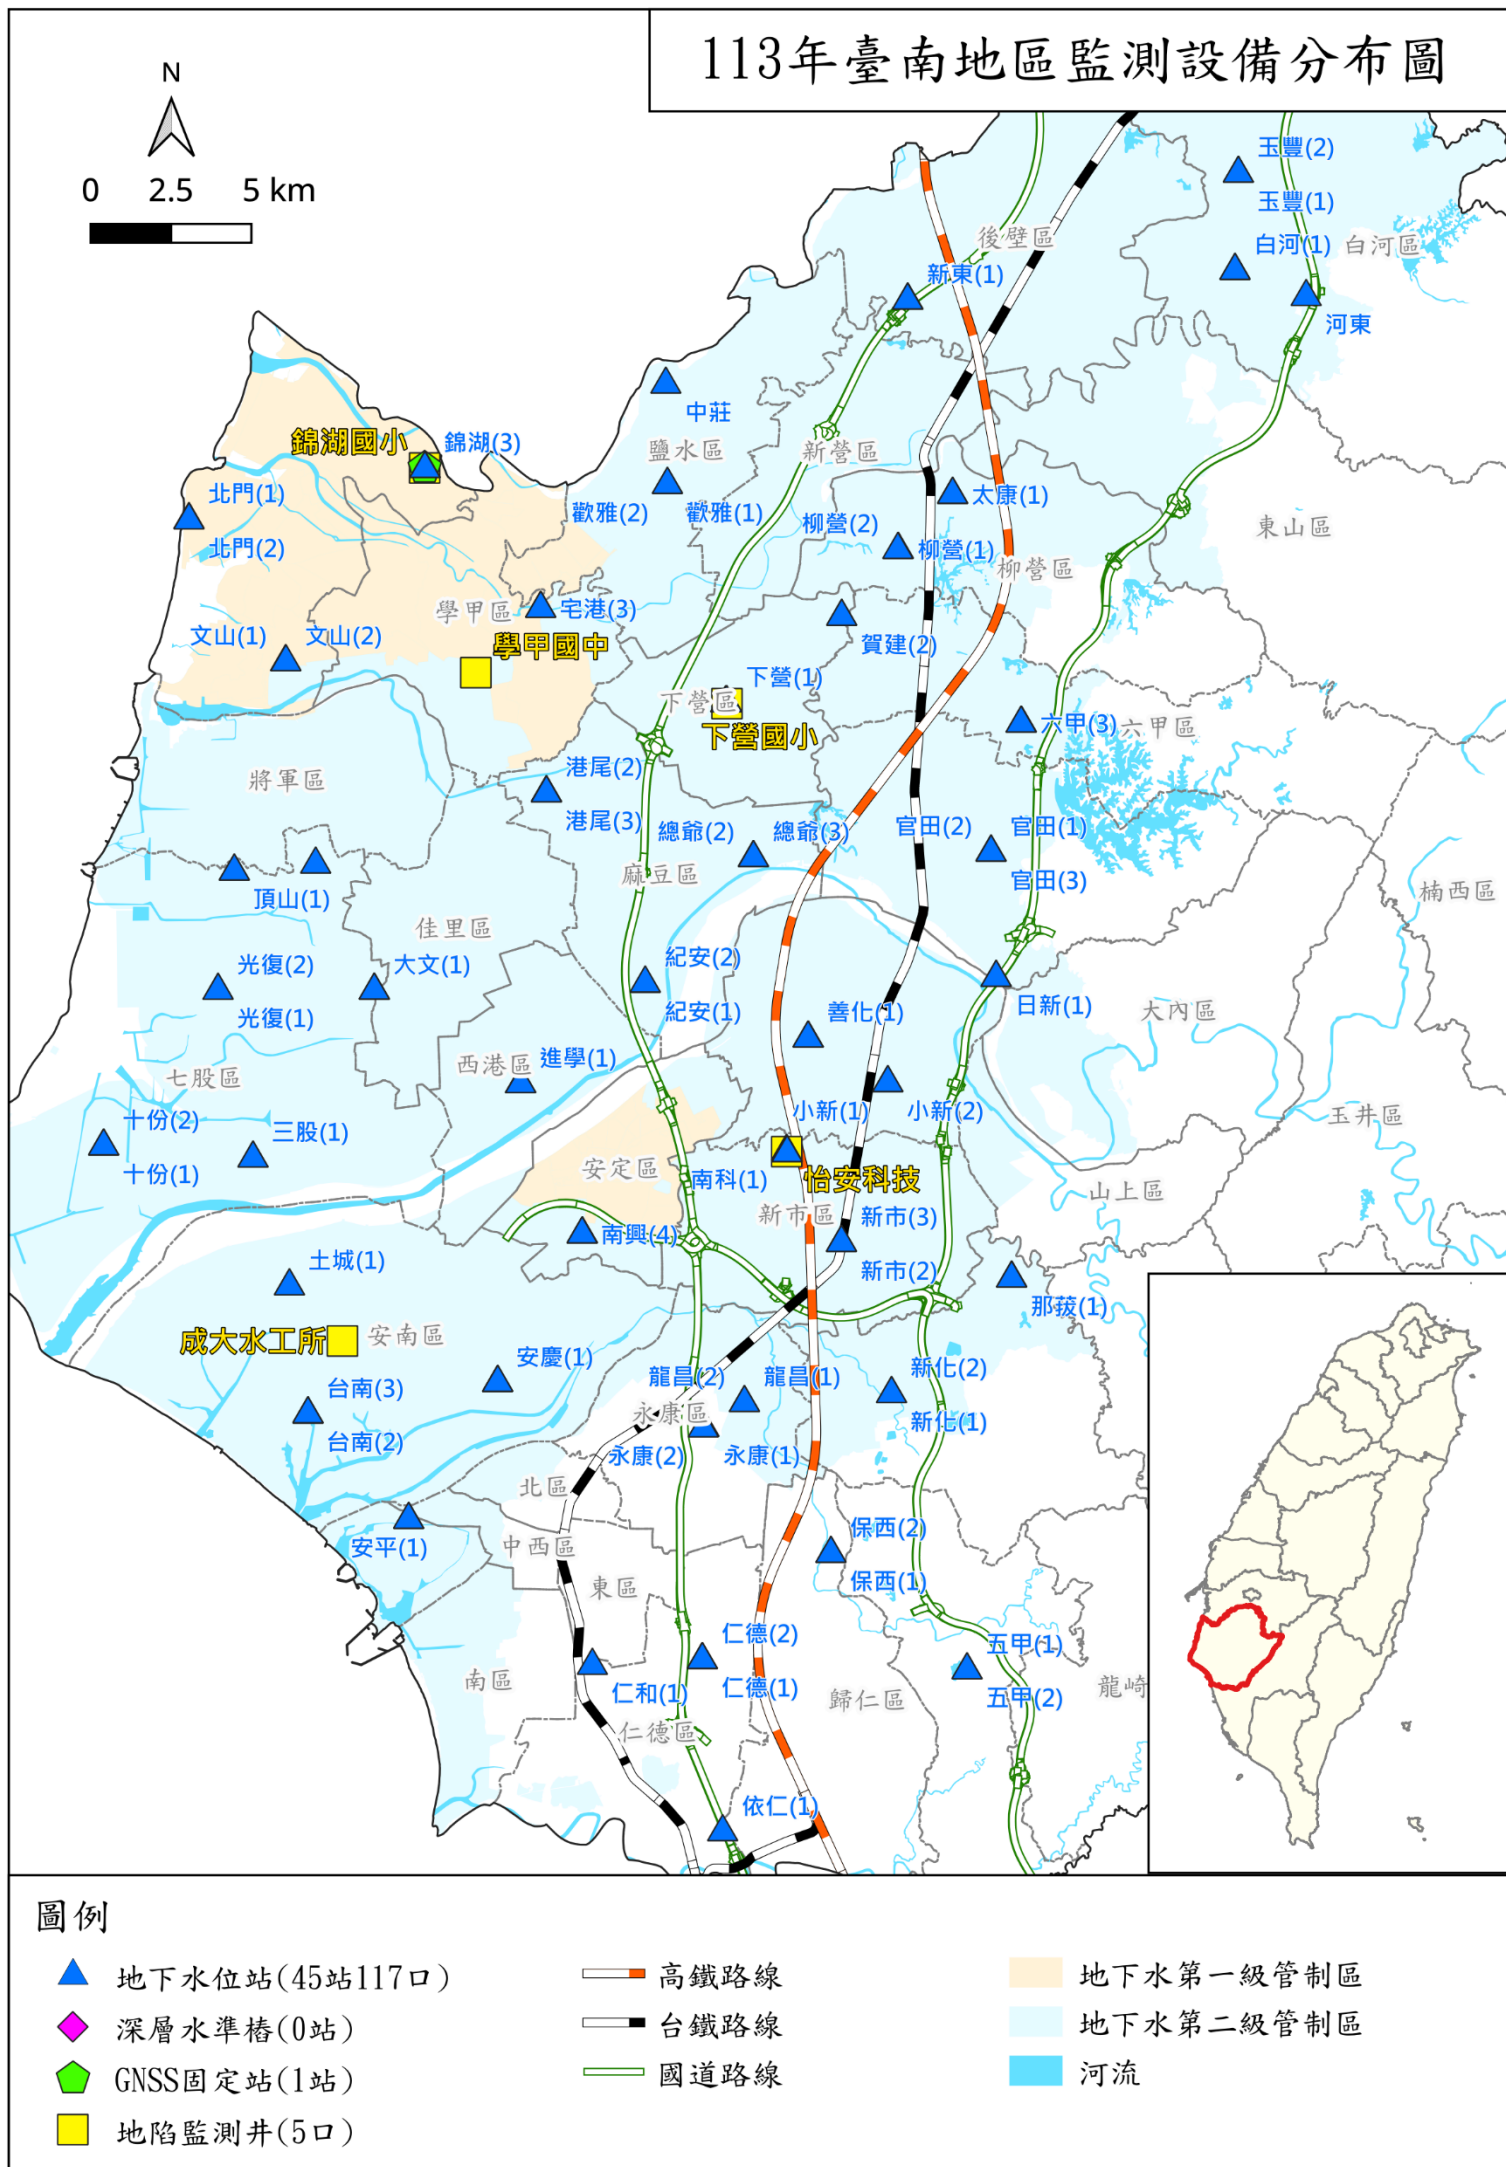 113年臺南地區監測設備分布圖
N
0 2.5 5 km
玉豐(2)
玉豐(1)
後壁區
白河(1)
白河區
新東(1)
河東
中莊
錦湖國小
錦湖(3)
鹽水區
新營區
北門(1)
太康(1)
歡雅(2)
歡雅(1)
柳營(2)
東山區
北門(2)
柳營(1)
柳營區
學甲區
宅港(3)
文山(1)
文山(2)
學甲國中
賀建(2)
下營(1)
下營區
六甲(3)
六甲區
下營國小
港尾(2)
將軍區
港尾(3)
總爺(2)
總爺(3)
官田(2)
官田(1)
麻豆區
官田(3)
楠西區
頂山(1)
佳里區
光復(2)
大文(1)
紀安(2)
日新(1)
光復(1)
紀安(1)
善化(1)
大內區
進學(1)
西港區
七股區
小新(1)
小新(2)
十份(2)
玉井區
三股(1)
十份(1)
安定區
南科(1)
怡安科技
山上區
新市區
新市(3)
南興(4)
土城(1)
新市(2)
那菝(1)
成大水工所
安南區
安慶(1)
龍昌(2)
龍昌(1)
新化(2)
台南(3)
永康區
新化(1)
台南(2)
永康(2)
永康(1)
北區
保西(2)
安平(1)
中西區
東區
保西(1)
仁德(2)
五甲(1)
南區
仁和(1)
仁德(1)
歸仁區
五甲(2)
龍崎
仁德區
依仁(1)
圖例
地下水位站(45站117口)
深層水準樁(0站)
GNSS固定站(1站)
地陷監測井(5口)
高鐵路線
台鐵路線
國道路線
地下水第一級管制區
地下水第二級管制區
河流